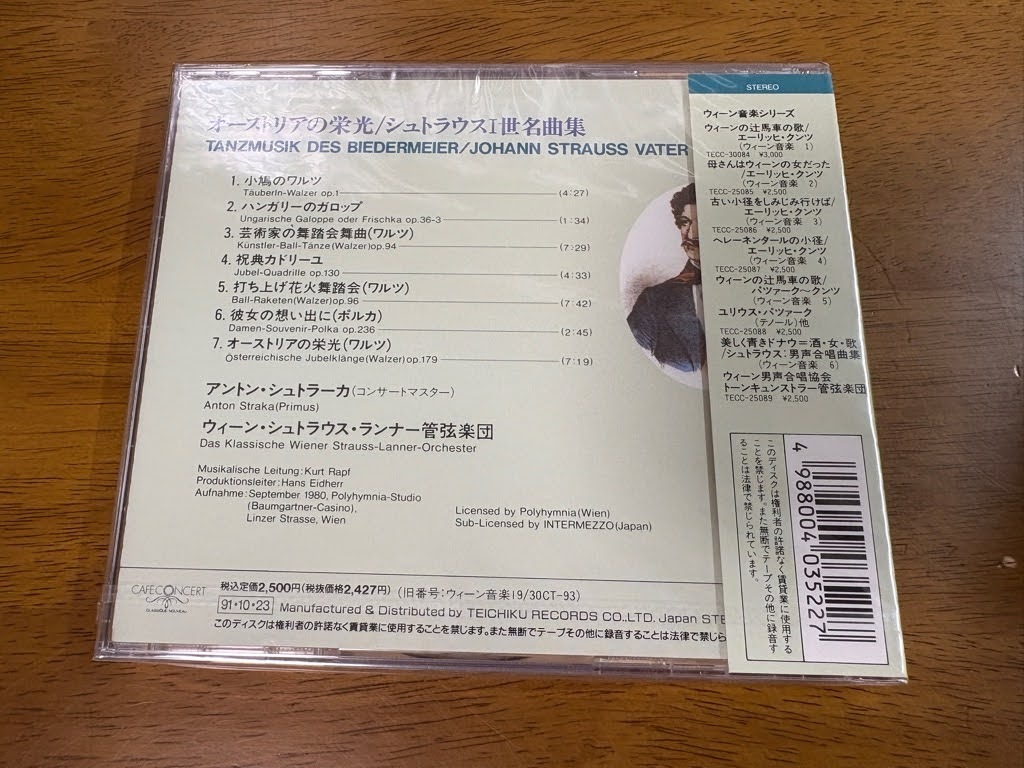 オーストリアの栄光/シュトラウスⅠ世名曲集
TANZMUSIK DES BIEDERMEIER/JOHANN STRAUSS VATER
1. 小鳩のワルツ
Täuberln-Walzer op.1 (4:27)
2. ハンガリーのガロップ
Ungarische Galoppe oder Frischka op.36-3 (1:34)
3. 芸術家の舞踏会舞曲(ワルツ)
Künstler-Ball-Tänze(Walzer)op.94 (7:29)
4. 祝典カドリーユ
Jubel-Quadrille op.130 (4:33)
5. 打ち上げ花火舞踏会(ワルツ)
Ball-Raketen(Walzer)op.96 (7:42)
6. 彼女の想い出に(ポルカ)
Damen-Souvenir-Polka op.236 (2:45)
7. オーストリアの栄光(ワルツ)
Österreichische Jubelklänge(Walzer)op.179 (7:19)
アントン・シュトラーカ(コンサートマスター)
Anton Straka(Primus)
ウィーン・シュトラウス・ランナー管弦楽団
Das Klassische Wiener Strauss-Lanner-Orchester
Musikalische Leitung: Kurt Rapf
Produktionsleiter: Hans Eidherr
Aufnahme: September 1980, Polyhymnia-Studio
(Baumgartner-Casino),
Linzer Strasse, Wien
Licensed by Polyhymnia(Wien)
Sub-Licensed by INTERMEZZO(Japan)
CAFÉCONCERT
CLASSIQUE NOUVEAU
税込定価2,500円(税抜価格2,427円) (旧番号:ウィーン音楽19/30CT-93)
91・10・23 Manufactured & Distributed by TEICHIKU RECORDS CO.,LTD. Japan STE
このディスクは権利者の許諾なく賃貸業に使用することを禁じます。また無断でテープその他に録音することは法律で禁じら
STEREO
ウィーン音楽シリーズ
ウィーンの辻馬車の歌/
エーリッヒ・クンツ
(ウィーン音楽 1)
TECC-30084 ¥3,000
母さんはウィーンの女だった
/エーリッヒ・クンツ
(ウィーン音楽 2)
TECC-25085 ¥2,500
古い小径をしみじみ行けば/
エーリッヒ・クンツ
(ウィーン音楽 3)
TECC-25086 ¥2,500
ヘレーネンタールの小径/
エーリッヒ・クンツ
(ウィーン音楽 4)
TECC-25087 ¥2,500
ウィーンの辻馬車の歌/
パツァーク〜クンツ
(ウィーン音楽 5)
ユリウス・パツァーク
(テノール)他
TECC-25088 ¥2,500
美しく青きドナウ=酒・女・歌
/シュトラウス:男声合唱曲集
(ウィーン音楽 6)
ウィーン男声合唱協会
トーンキュンストラー管弦楽団
TECC-25089 ¥2,500
このディスクは権利者の許諾なく賃貸業に使用する
ことを禁じます。また無断でテープその他に録音す
ることは法律で禁じられています。
4 988004 035227